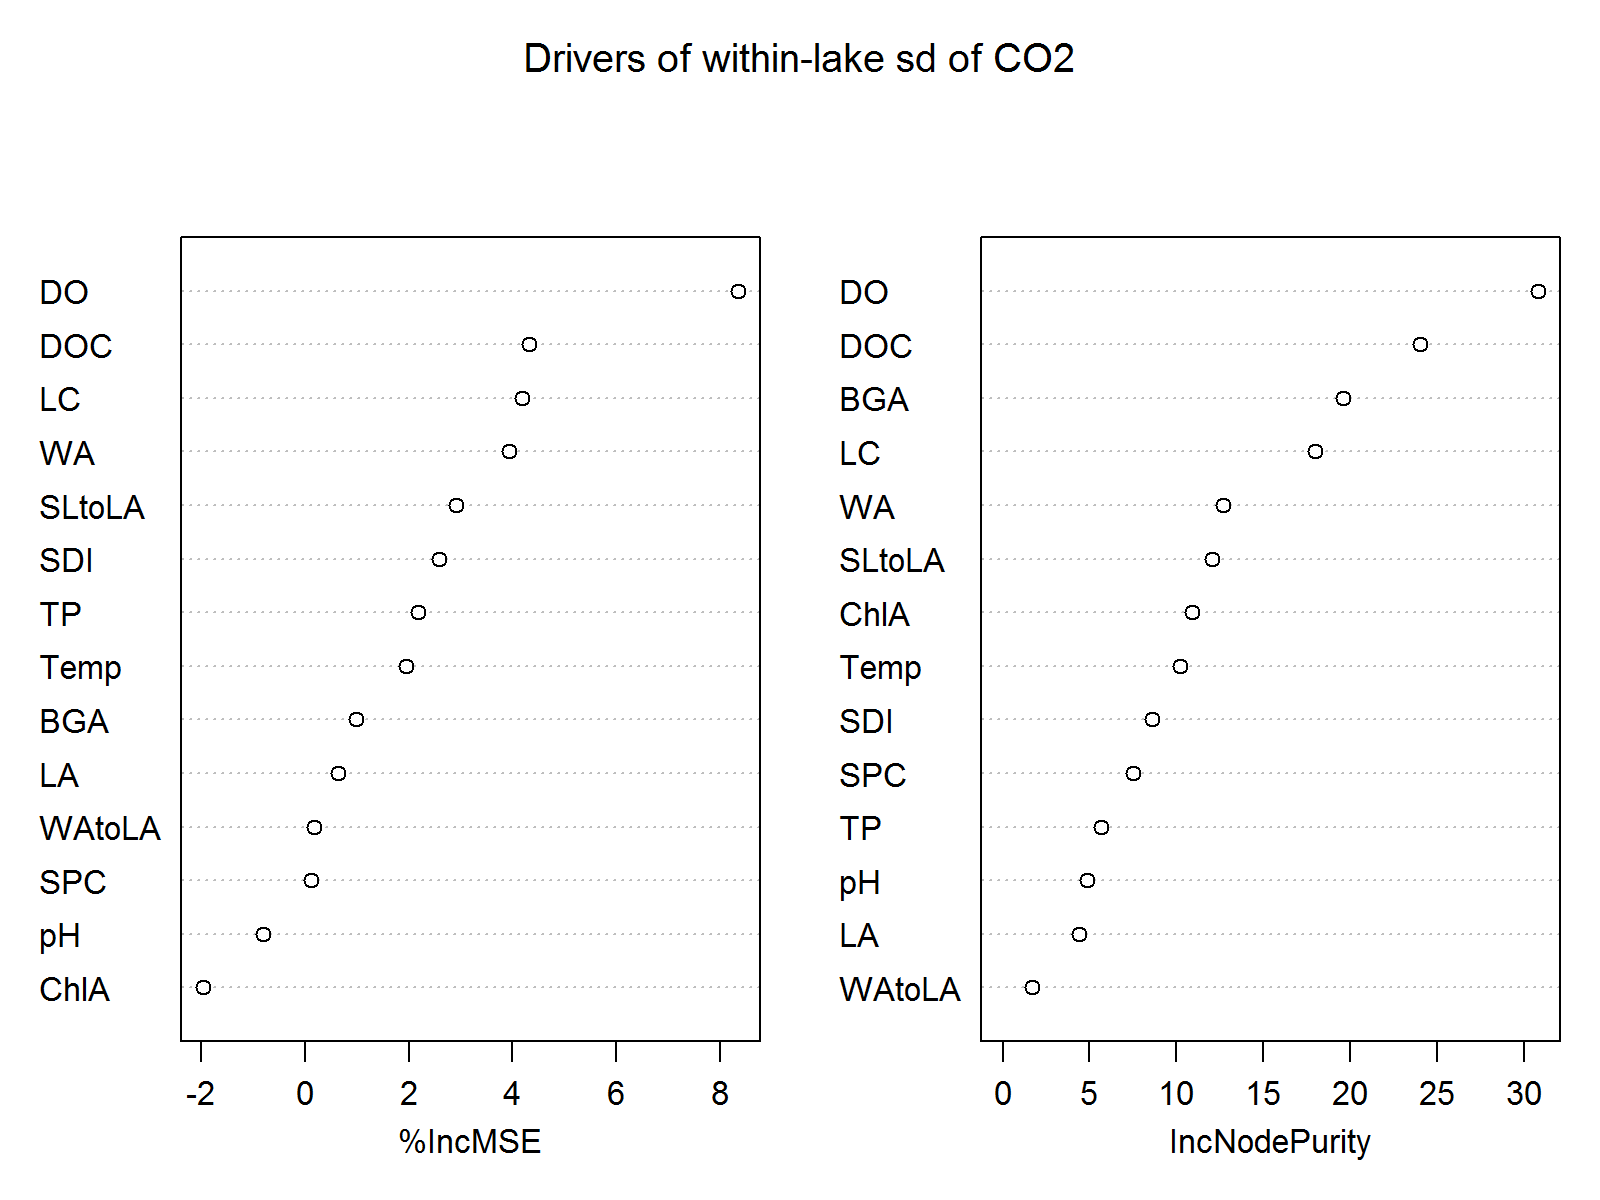 Drivers of within-lake sd of CO2
DO
DOC
LC
WA
SLtoLA
SDI
TP
Temp
BGA
LA
WAtoLA
SPC
pH
ChlA
-2 0 2 4 6 8
%IncMSE
DO
DOC
BGA
LC
WA
SLtoLA
ChlA
Temp
SDI
SPC
TP
pH
LA
WAtoLA
0 5 10 15 20 25 30
IncNodePurity